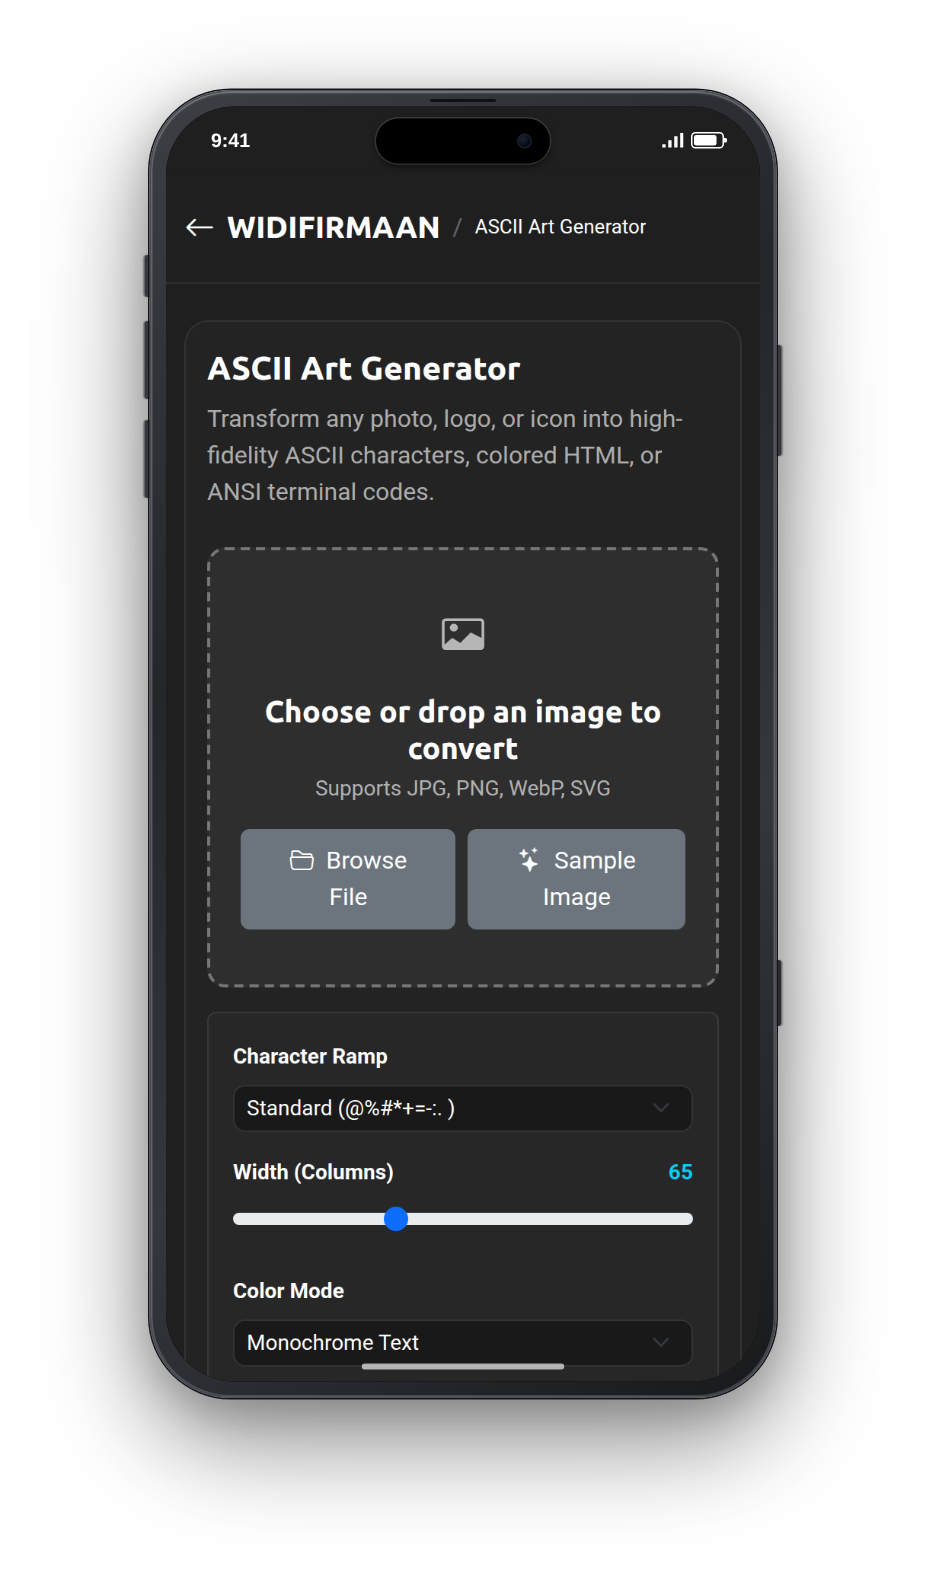 9:41
WIDIFIRMAAN / ASCII Art Generator
ASCII Art Generator
Transform any photo, logo, or icon into high-
fidelity ASCII characters, colored HTML, or
ANSI terminal codes.
Choose or drop an image to
convert
Supports JPG, PNG, WebP, SVG
Browse
File
Sample
Image
Character Ramp
Standard (@%#*+=-:. )
Width (Columns) 65
Color Mode
Monochrome Text